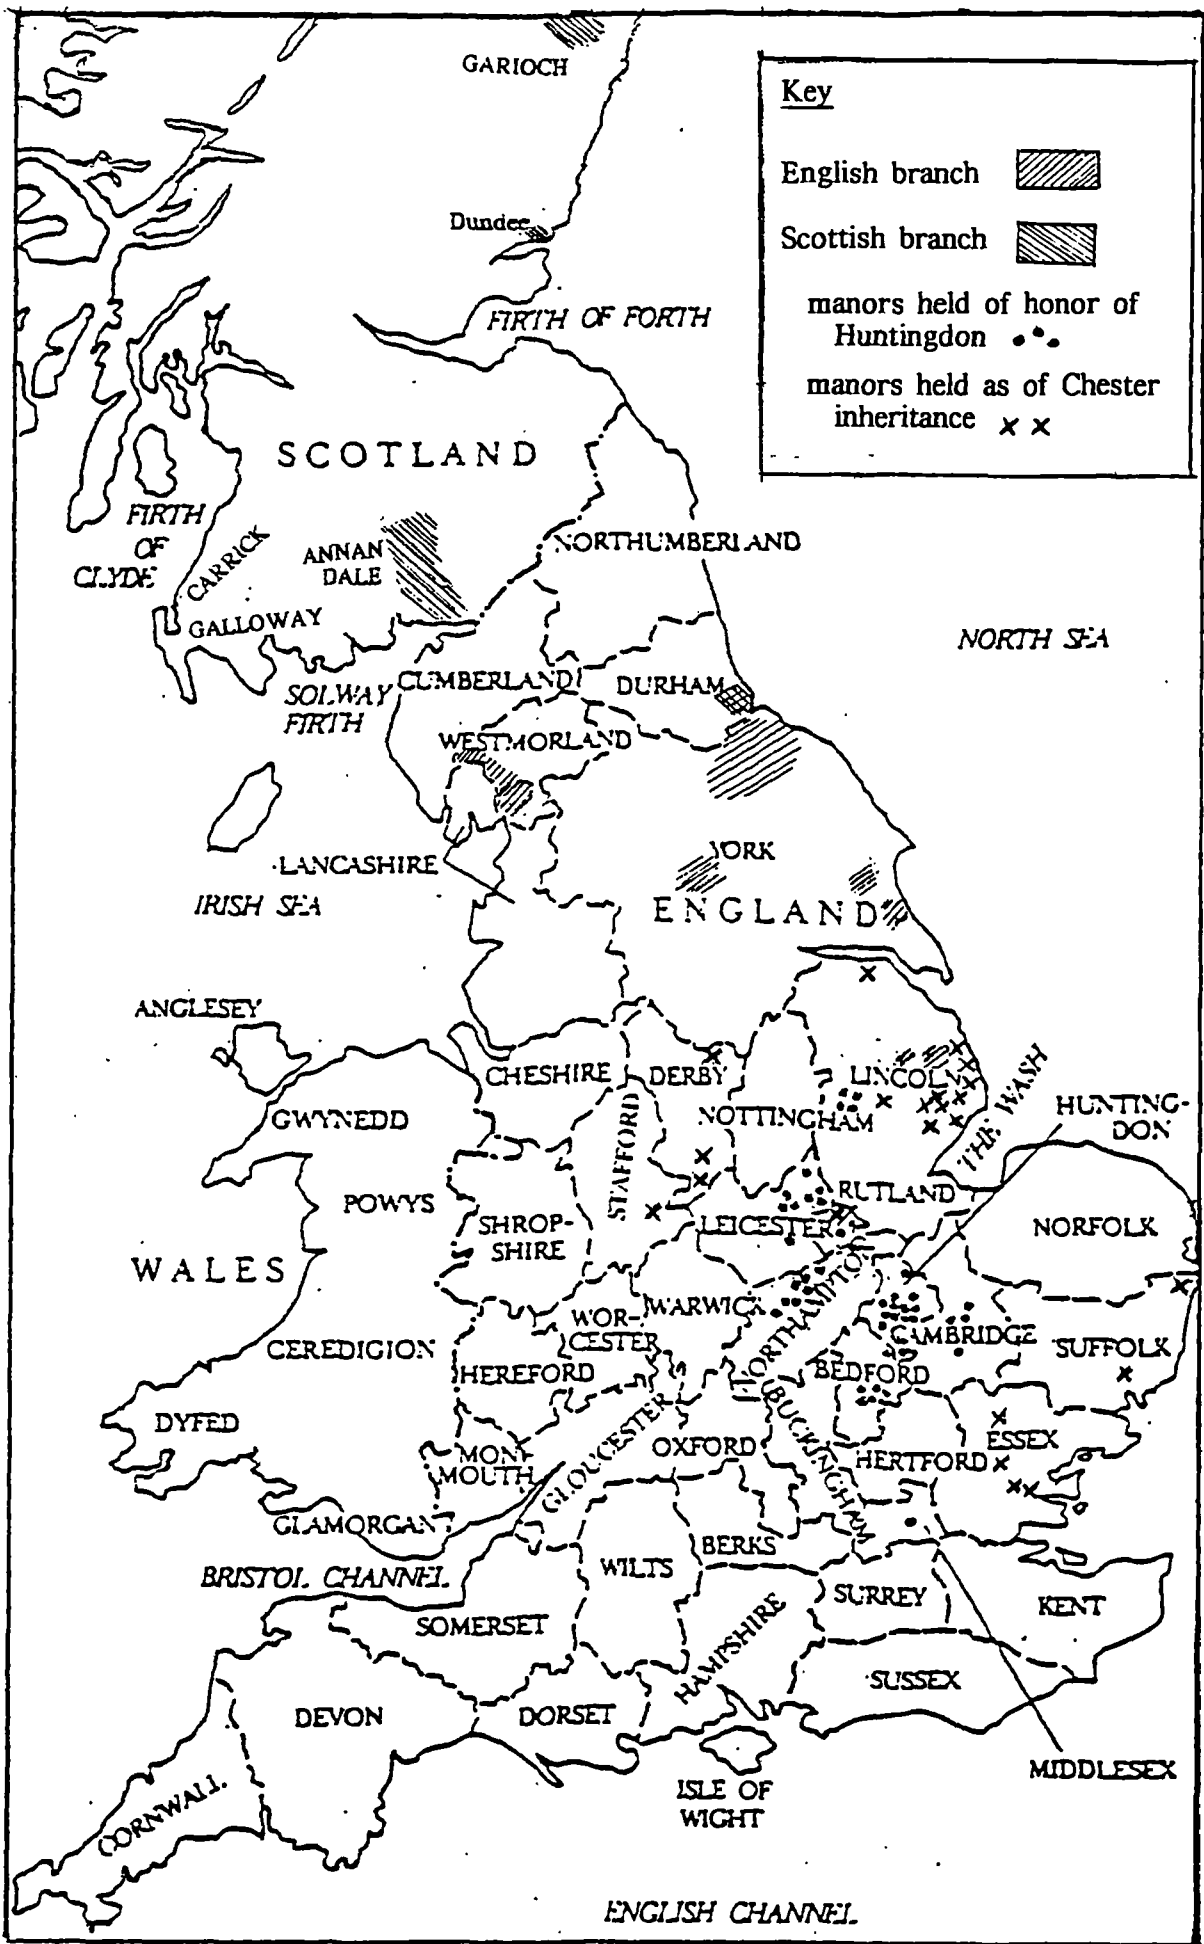 GARIOCH
Key
English branch
Scottish branch
manors held of honor of
Huntingdon
manors held as of Chester
inheritance
Dundee
FIRTH OF FORTH
SCOTLAND
FIRTH
OF
CLYDE
CARRICK
ANNAN
DALE
GALLOWAY
NORTHUMBERLAND
NORTH SEA
SOLWAY
FIRTH
CUMBERLAND
DURHAM
WESTMORLAND
YORK
LANCASHIRE
IRISH SEA
ENGLAND
ANGLESEY
CHESHIRE
DERBY
LINCOLN
THE WASH
HUNTING-
DON
GWYNEDD
STAFFORD
NOTTINGHAM
POWYS
SHROP-
SHIRE
LEICESTER
RUTLAND
NORFOLK
WALES
WOR-
CESTER
WARWICK
NORTHAMPTON
CAMBRIDGE
SUFFOLK
CEREDIGION
HEREFORD
BEDFORD
DYFED
MON-
MOUTH
GLOUCESTER
OXFORD
BUCKINGHAM
HERTFORD
ESSEX
GLAMORGAN
BRISTOL CHANNEL
WILTS
BERKS
SURREY
KENT
SOMERSET
HAMPSHIRE
SUSSEX
DEVON
DORSET
MIDDLESEX
ISLE OF
WIGHT
CORNWALL
ENGLISH CHANNEL